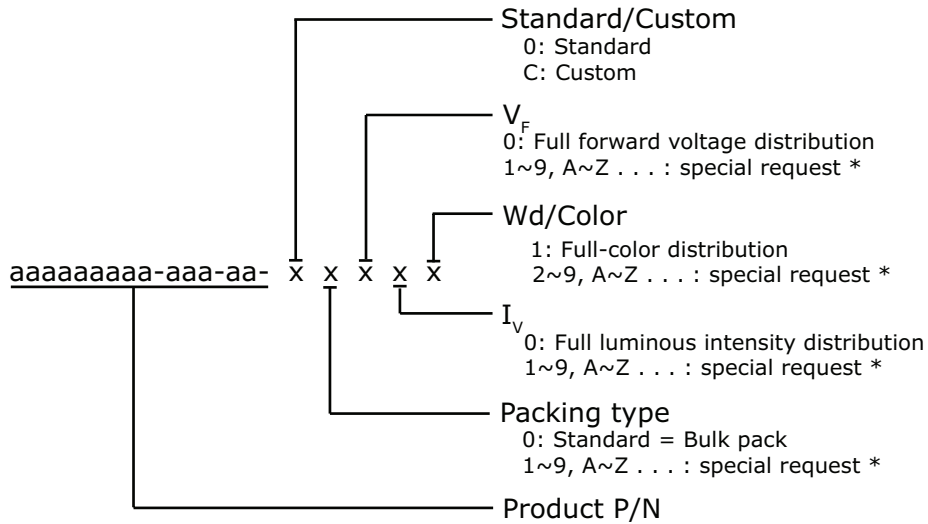 Standard/Custom
0: Standard
C: Custom
VF
0: Full forward voltage distribution
1~9, A~Z . . . : special request *
Wd/Color
1: Full-color distribution
2~9, A~Z . . . : special request *
aaaaaaaaa-aaa-aa- x x x x x
IV
0: Full luminous intensity distribution
1~9, A~Z . . . : special request *
Packing type
0: Standard = Bulk pack
1~9, A~Z . . . : special request *
Product P/N